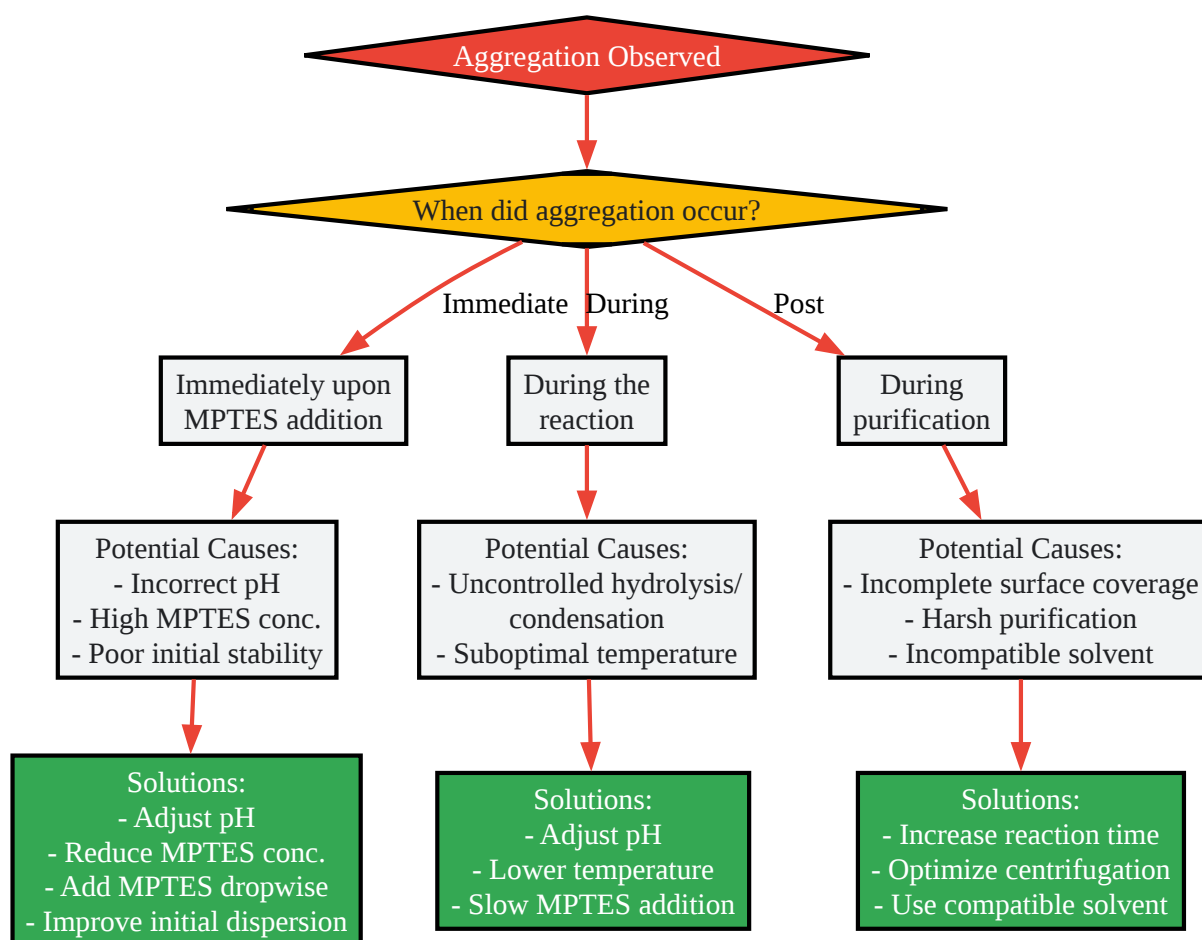 Aggregation Observed
When did aggregation occur?
Immediate
During
Post
Immediately upon
MPTES addition
During the
reaction
During
purification
Potential Causes:
- Incorrect pH
- High MPTES conc.
- Poor initial stability
Potential Causes:
- Uncontrolled hydrolysis/
condensation
- Suboptimal temperature
Potential Causes:
- Incomplete surface coverage
- Harsh purification
- Incompatible solvent
Solutions:
- Adjust pH
- Reduce MPTES conc.
- Add MPTES dropwise
- Improve initial dispersion
Solutions:
- Adjust pH
- Lower temperature
- Slow MPTES addition
Solutions:
- Increase reaction time
- Optimize centrifugation
- Use compatible solvent